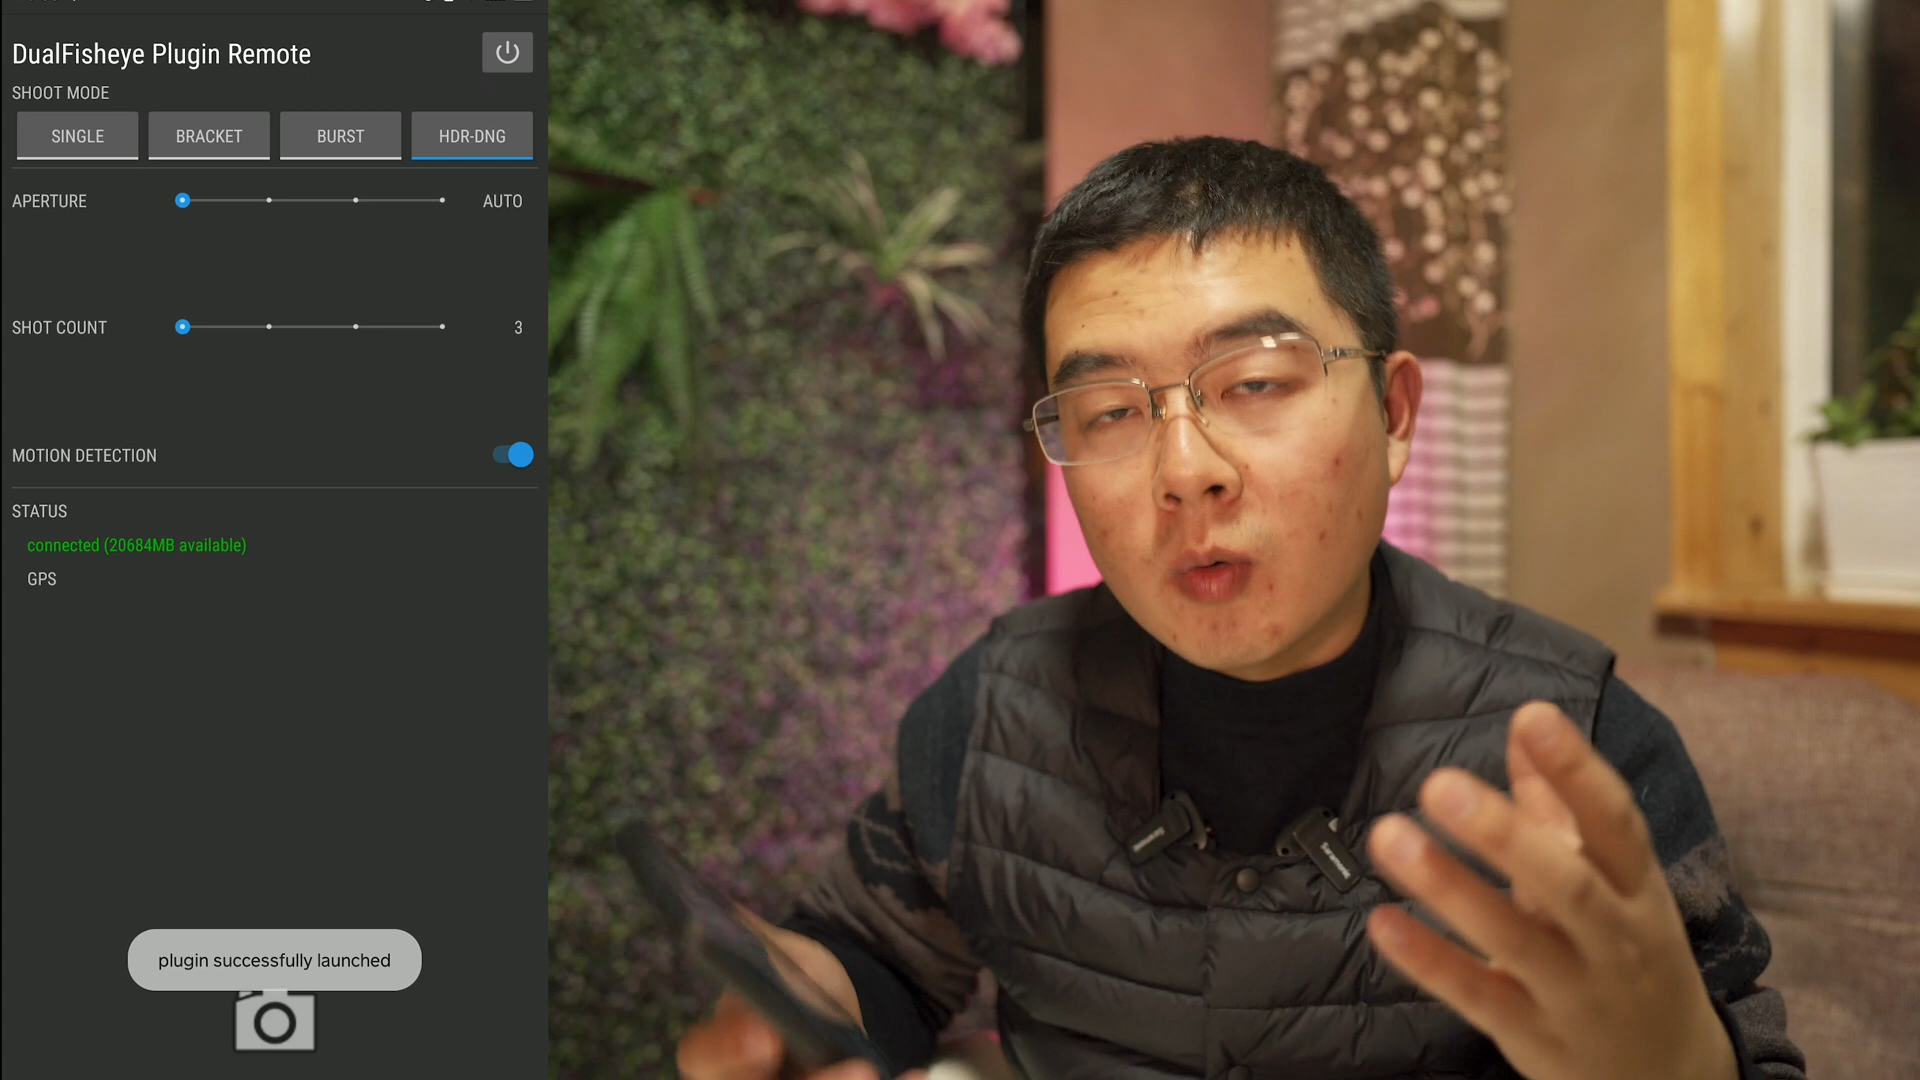 DualFisheye Plugin Remote
SHOOT MODE
SINGLE BRACKET BURST HDR-DNG
APERTURE AUTO
SHOT COUNT 3
MOTION DETECTION
STATUS
connected (20684MB available)
GPS
plugin successfully launched
Saramonic